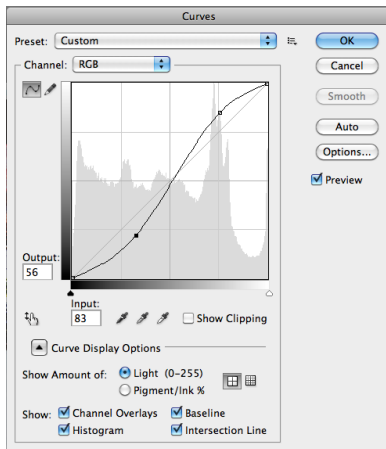 Curves
Preset: Custom
OK
Channel: RGB
Cancel
Smooth
Auto
Options...
Preview
Output:
56
Input:
83
Show Clipping
Curve Display Options
Show Amount of: Light (0-255)
Pigment/Ink %
Show: Channel Overlays Baseline
Histogram Intersection Line